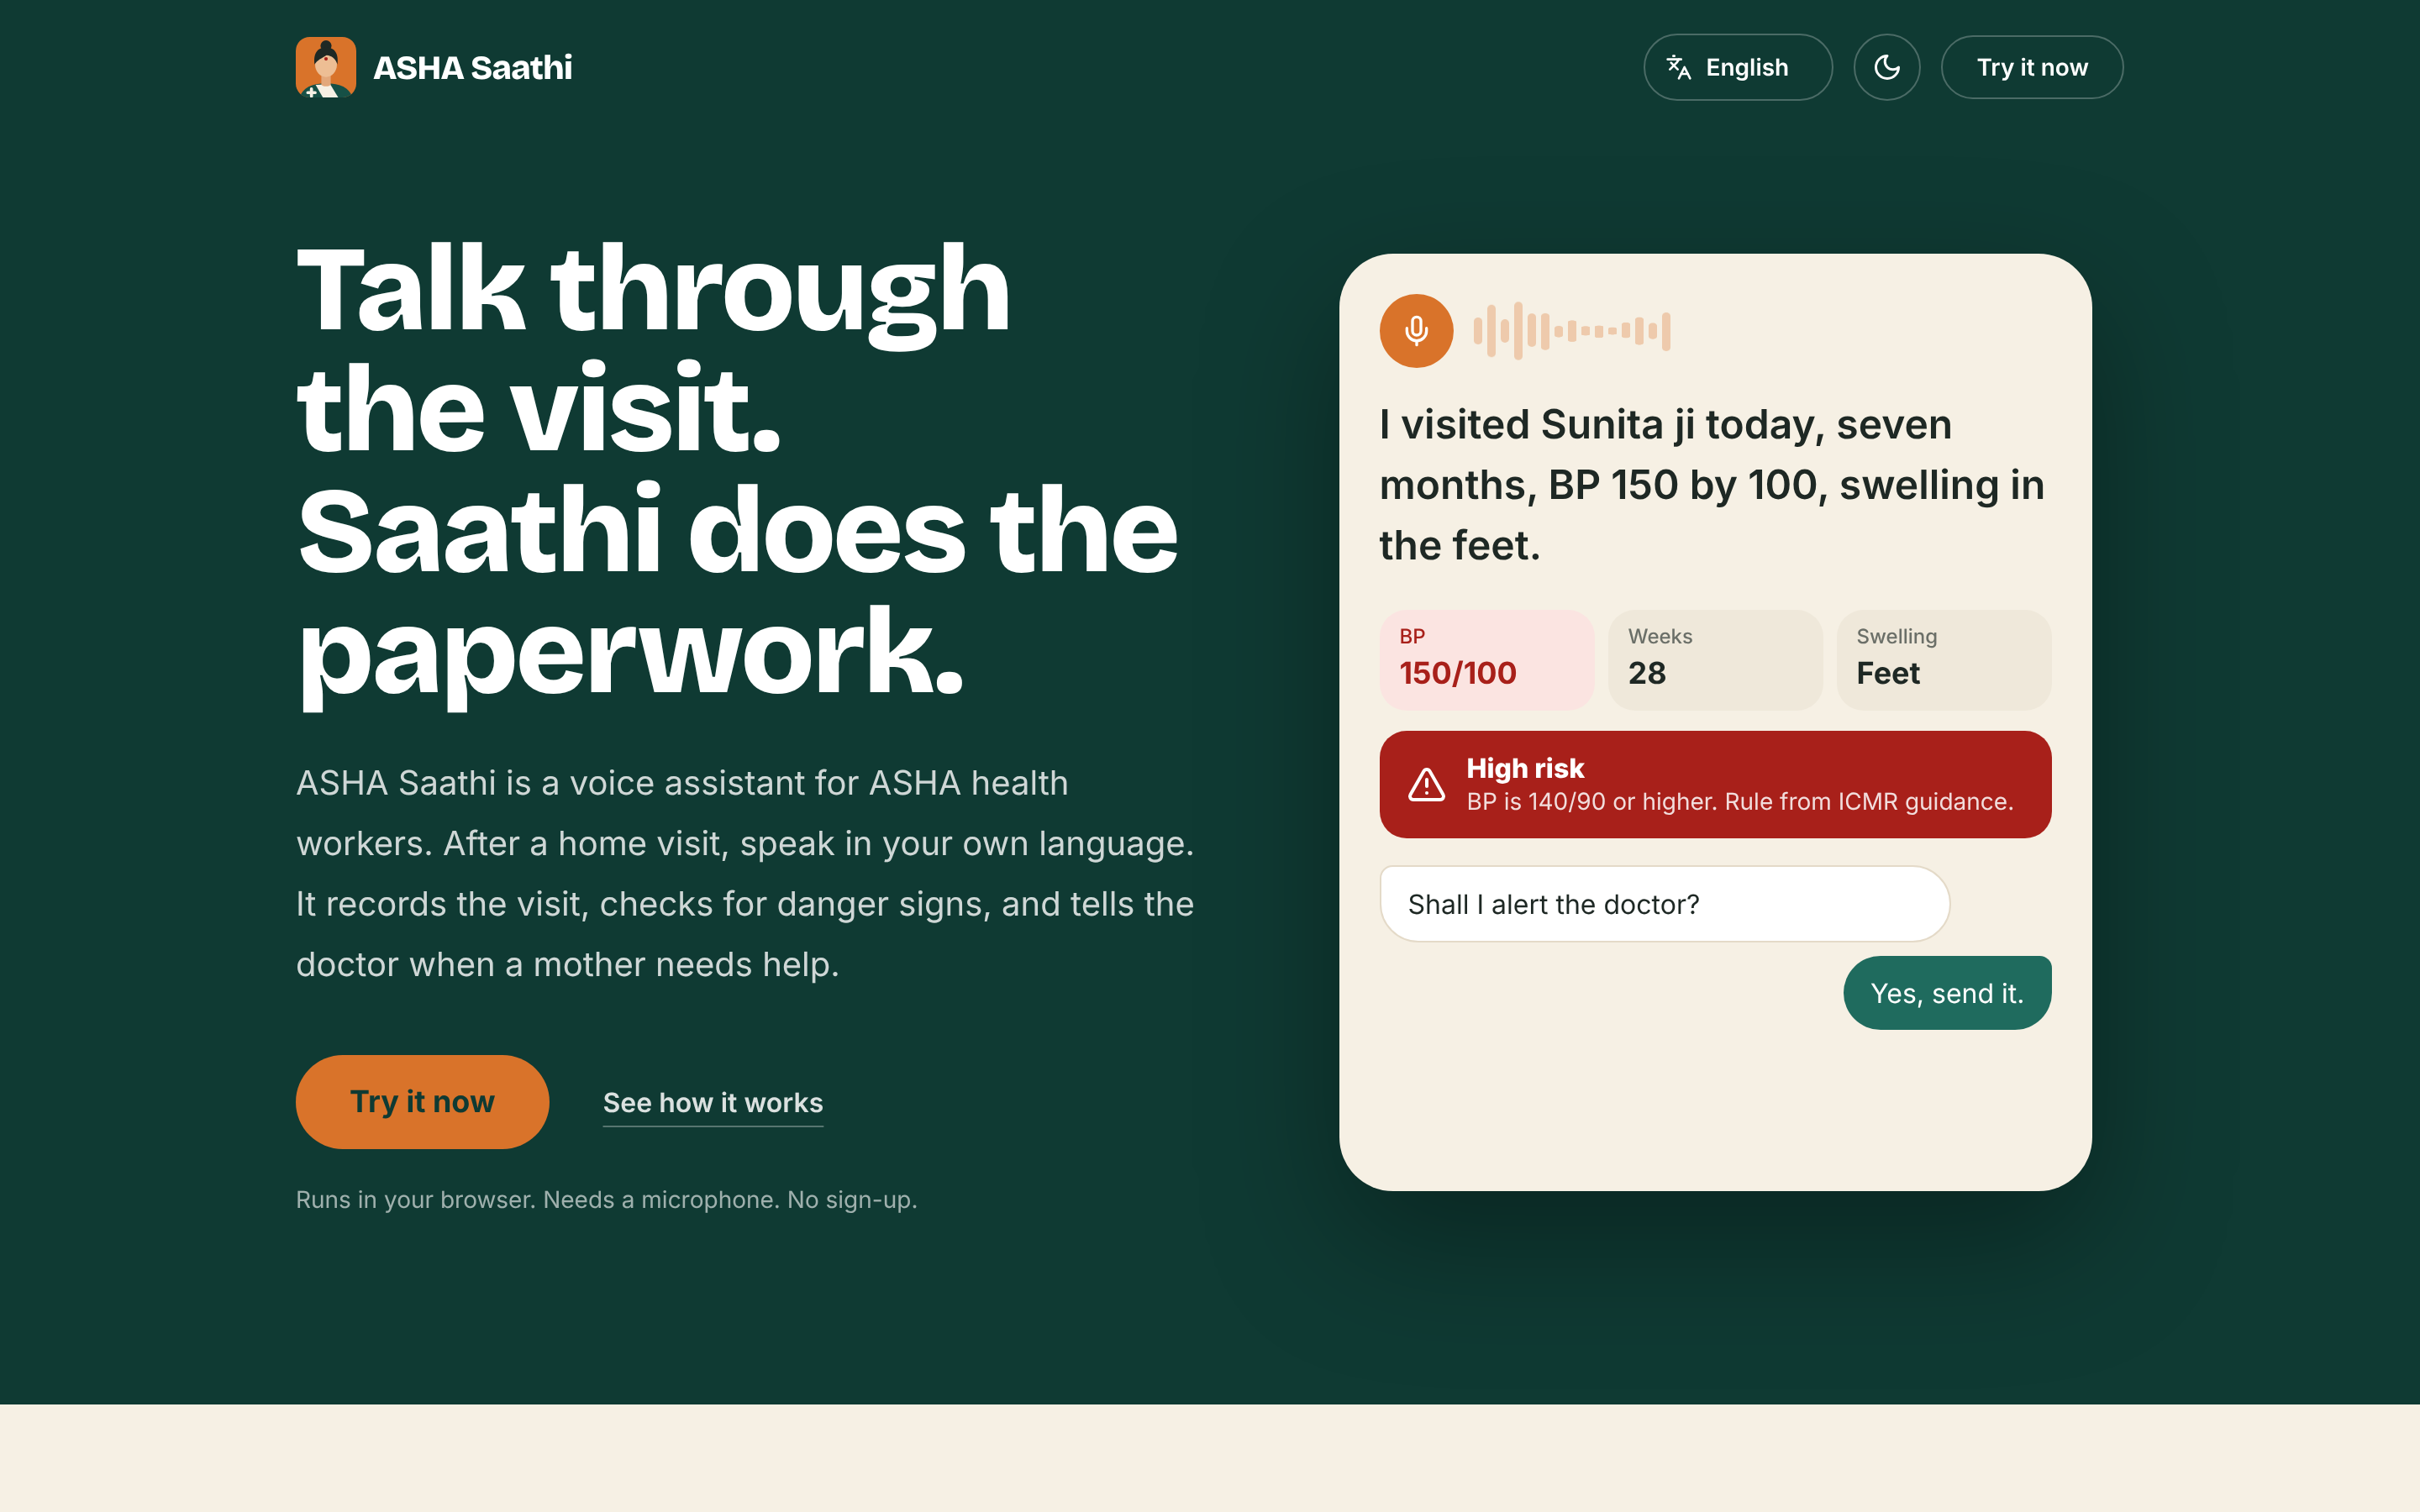 ASHA Saathi
English
Try it now
Talk through
the visit.
Saathi does the
paperwork.
ASHA Saathi is a voice assistant for ASHA health
workers. After a home visit, speak in your own language.
It records the visit, checks for danger signs, and tells the
doctor when a mother needs help.
Try it now
See how it works
Runs in your browser. Needs a microphone. No sign-up.
I visited Sunita ji today, seven
months, BP 150 by 100, swelling in
the feet.
BP
150/100
Weeks
28
Swelling
Feet
High risk
BP is 140/90 or higher. Rule from ICMR guidance.
Shall I alert the doctor?
Yes, send it.